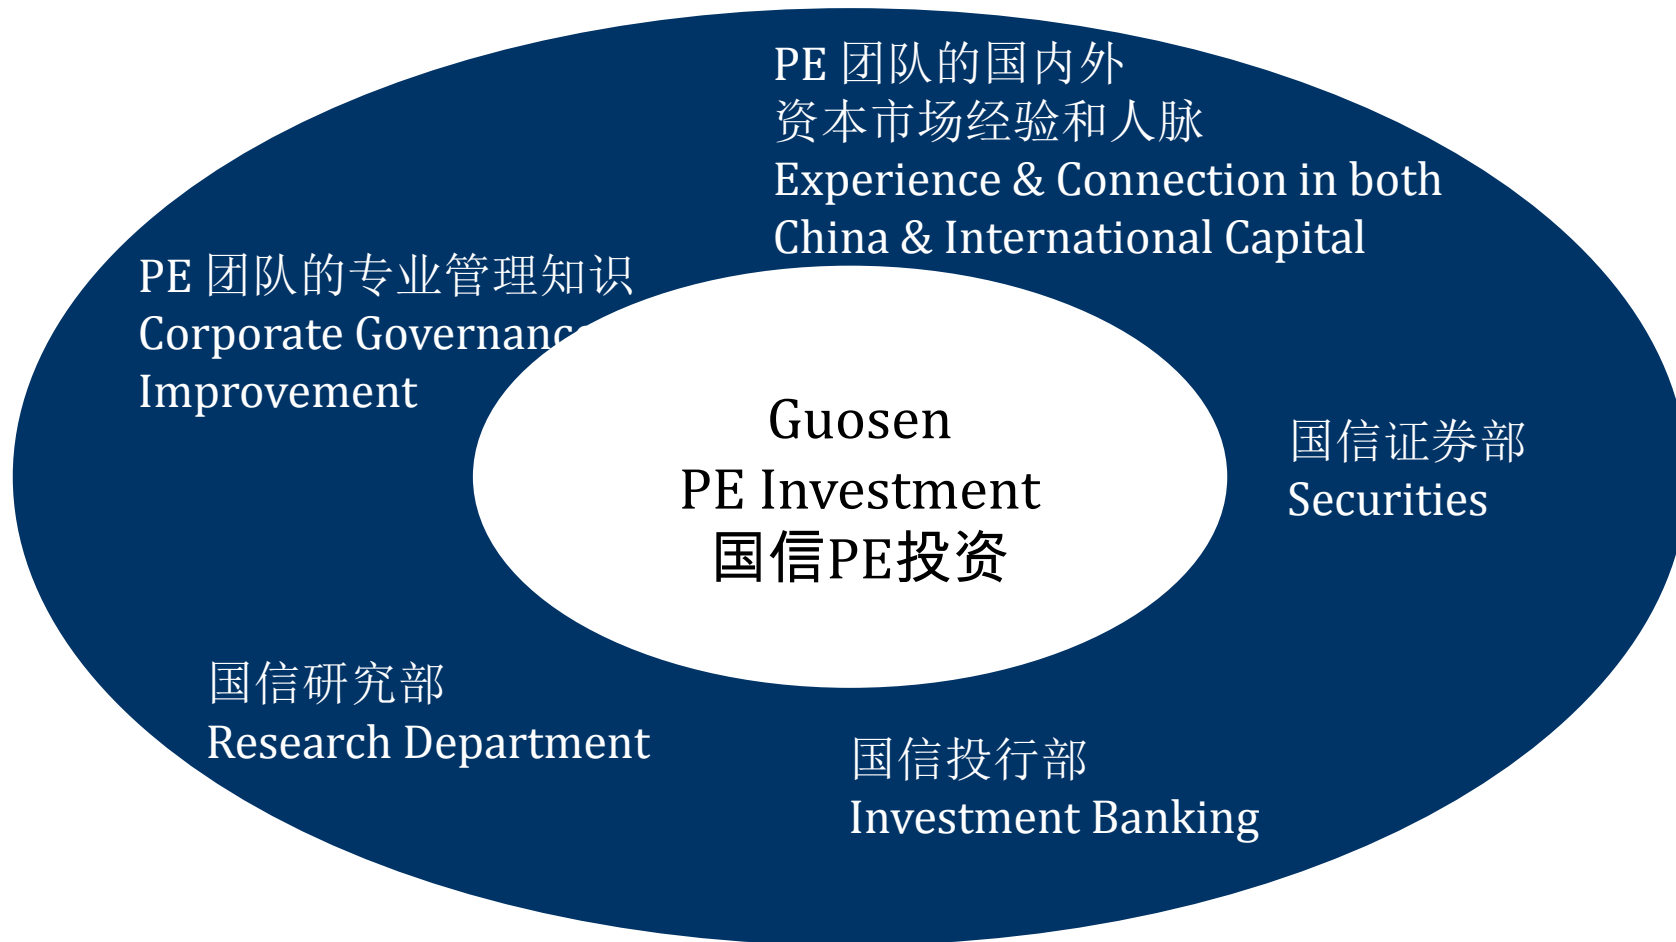 PE 团队的国内外
资本市场经验和人脉
Experience & Connection in both
China & International Capital
PE 团队的专业管理知识
Corporate Governance
Improvement
Guosen
PE Investment
国信PE投资
国信证券部
Securities
国信研究部
Research Department
国信投行部
Investment Banking